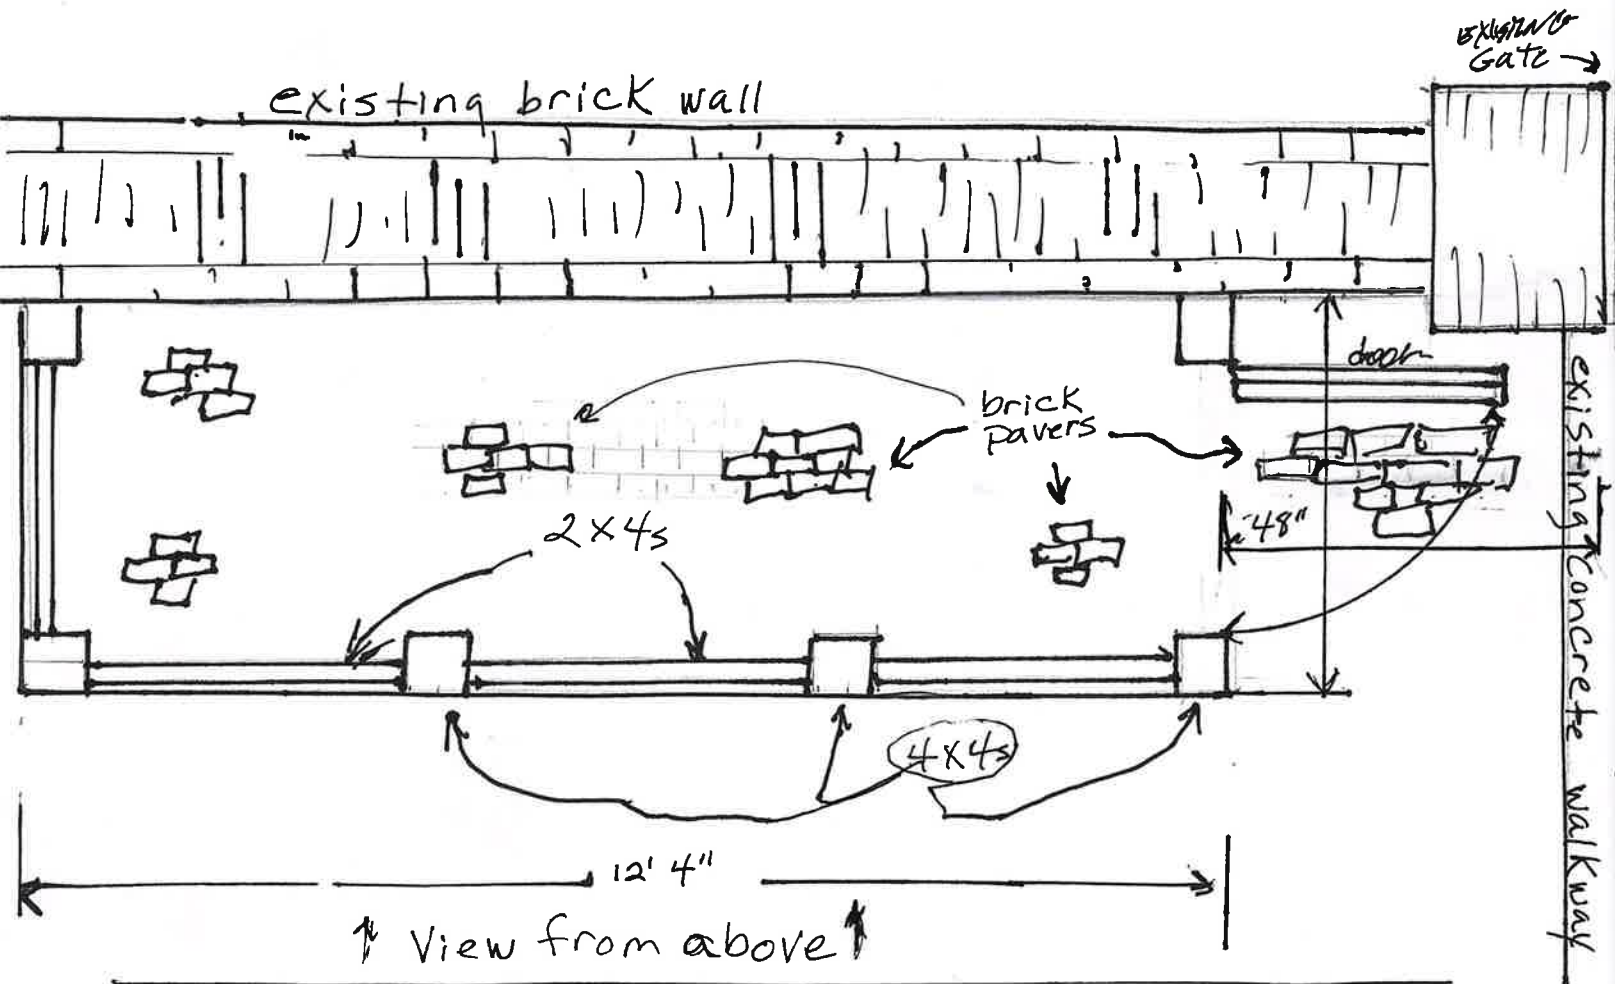 existing
Gate
existing brick wall
door
brick
pavers
48"
2x4s
4x4s
12' 4"
View from above
existing concrete walkway